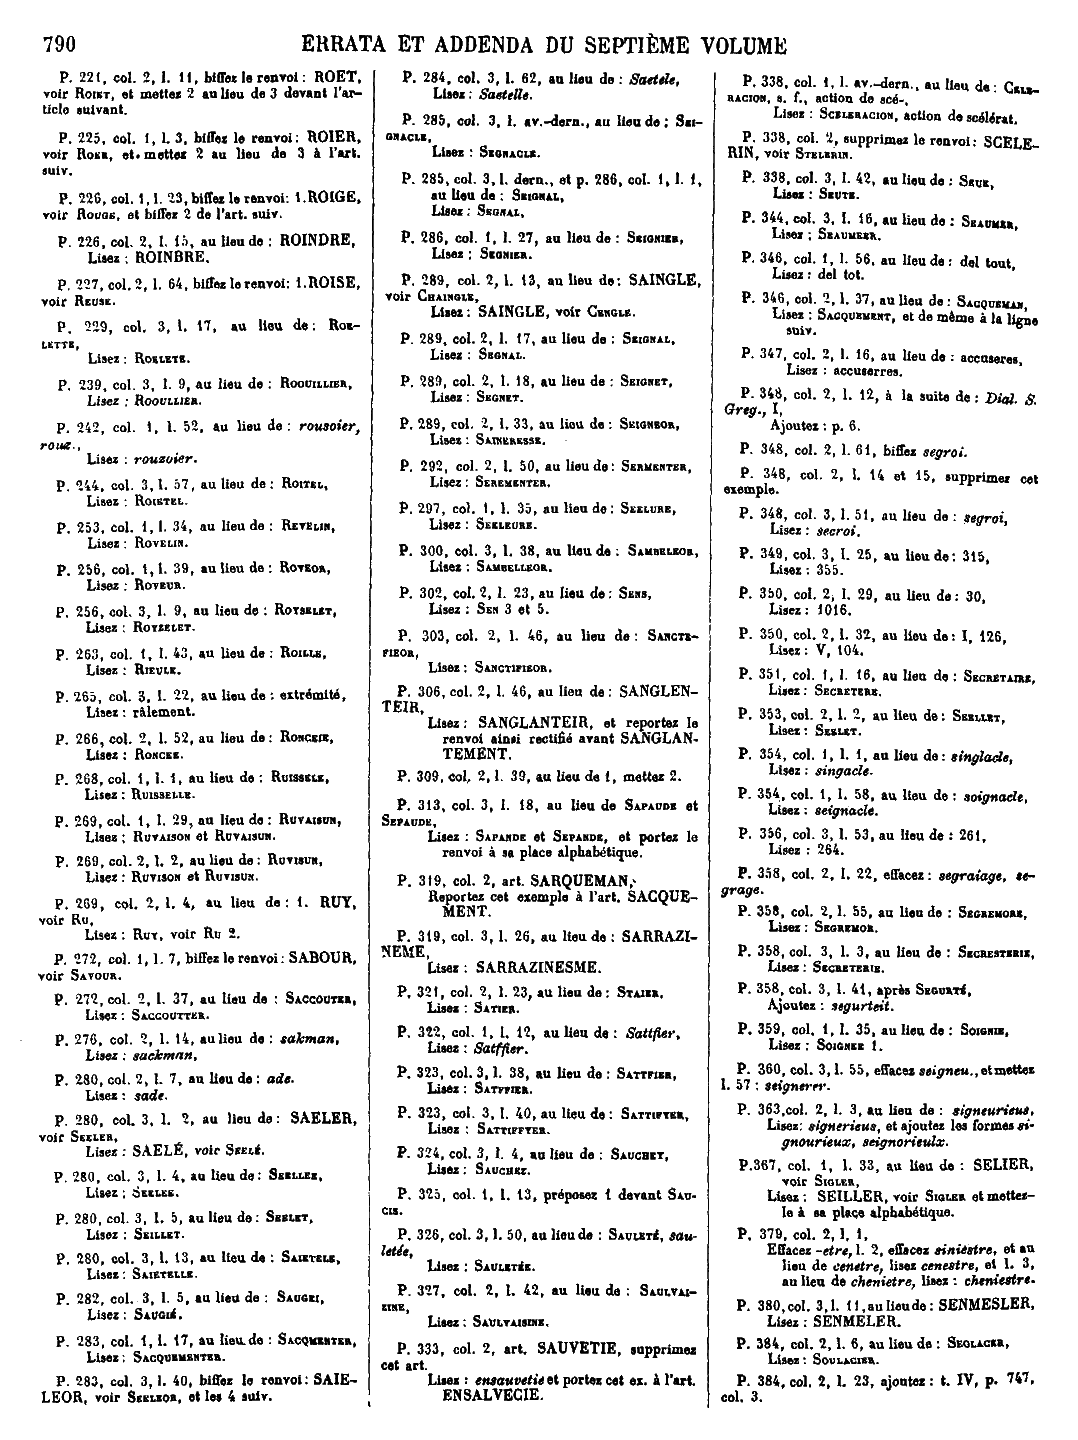 790
ERRATA ET ADDENDA DU SEPTIÈME VOLUME
P. 221, col. 2, l. 11, biffez le renvoi : ROET,
voir ROIET, et mettez 2 au lieu de 3 devant l'ar-
ticle suivant.
P. 225, col. 1, l. 3, biffez le renvoi : ROIER,
voir ROER, et mettez 2 au lieu de 3 à l'art.
suiv.
P. 226, col. 1, l. 23, biffez le renvoi: 1.ROIGE,
voir ROUGE, et biffez 2 de l'art. suiv.
P. 226, col. 2, l. 15, au lieu de : ROINDRE,
Lisez : ROINBRE.
P. 227, col. 2, l. 64, biffez le renvoi: 1.ROISE,
voir REUSE.
P. 229, col. 3, l. 17, au lieu de : ROE-
LETTE,
Lisez : ROELETE.
P. 239, col. 3, l. 9, au lieu de : ROOUILLIER,
Lisez : ROOULLIER.
P. 242, col. 1, l. 52, au lieu de : rousoier,
rouz.,
Lisez : rouzoier.
P. 244, col. 3, l. 57, au lieu de : ROITEL,
Lisez : ROIETEL.
P. 253, col. 1, l. 34, au lieu de : REVELIN,
Lisez : ROVELIN.
P. 256, col. 1, l. 39, au lieu de : ROYEOR,
Lisez : ROYEUR.
P. 256, col. 3, l. 9, au lieu de : ROYSELET,
Lisez : ROYZELET.
P. 263, col. 1, l. 43, au lieu de : ROILLE,
Lisez : RIEULE.
P. 265, col. 3, l. 22, au lieu de : extrémité,
Lisez : râlement.
P. 266, col. 2, l. 52, au lieu de : RONCEIE,
Lisez : RONCEE.
P. 268, col. 1, l. 1, au lieu de : RUISSELE,
Lisez : RUISSELLE.
P. 269, col. 1, l. 29, au lieu de : RUVAISUN,
Lisez ; RUVAISON et RUVAISUN.
P. 269, col. 2, l. 2, au lieu de : RUVISUN,
Lisez : RUVISON et RUVISUN.
P. 269, col. 2, l. 4, au lieu de : 1. RUY,
voir RU,
Lisez : RUY, voir RU 2.
P. 272, col. 1, l. 7, biffez le renvoi : SABOUR,
voir SAVOUR.
P. 272, col. 2, l. 37, au lieu de : SACCOUTER,
Lisez : SACCOUTTER.
P. 276, col. 2, l. 14, au lieu de : sakman,
Lisez : sackman,
P. 280, col. 2, l. 7, au lieu de : ade.
Lisez : sade.
P. 280, col. 3, l. 2, au lieu de: SAELER,
voir SEELER,
Lisez : SAELÉ, voir SEELÉ.
P. 280, col. 3, l. 4, au lieu de : SEELLEE,
Lisez ; SEELEE.
P. 280, col. 3, l. 5, au lieu de : SEELET,
Lisez : SEILLET.
P. 280, col. 3, l. 13, au lieu de : SAIETELE,
Lisez : SAIETELLE.
P. 282, col. 3, l. 5, au lieu de : SAUGEI,
Lisez : SAUGIÉ.
P. 283, col. 1, l. 17, au lieu de : SACQMENTER,
Lisez : SACQUEMENTER.
P. 283, col. 3, l. 40, biffez le renvoi: SAIE-
LEOR, voir SEELEOR, et les 4 suiv.
P. 284, col. 3, l. 62, au lieu de : Saetele,
Lisez : Saetelle.
P. 285, col. 3, l. av.-dern., au lieu de ; SEI-
GNACLE,
Lisez : SEGNACLE.
P. 285, col. 3, l. dern., et p. 286, col. 1, l. 1,
au lieu de : SEIGNAL,
Lisez : SEGNAL,
P. 286, col. 1, l. 27, au lieu de : SEIGNIER,
Lisez ; SEGNIER.
P. 289, col. 2, l. 13, au lieu de: SAINGLE,
voir CHAINGLE,
Lisez : SAINGLE, voir CENGLE.
P. 289, col. 2, l. 17, au lieu de : SEIGNAL,
Lisez : SEGNAL.
P. 289, col. 2, l. 18, au lieu de : SEIGNET,
Lisez : SEGNET.
P. 289, col. 2, l. 33, au lieu de : SEIGNEOR,
Lisez : SAINERESSE.
P. 292, col. 2, l. 50, au lieu de : SERMENTER,
Lisez : SEREMENTER.
P. 297, col. 1, l. 35, au lieu de : SEELURE,
Lisez : SEELEURE.
P. 300, col. 3, l. 38, au lieu de : SAMBELEOR,
Lisez : SAMBELLEOR.
P. 302, col. 2, l. 23, au lieu de : SENS,
Lisez : SEN 3 et 5.
P. 303, col. 2, l. 46, au lieu de : SANCTE-
FIEOR,
Lisez : SANCTIFIEOR.
P. 306, col. 2, l. 46, au lieu de : SANGLEN-
TEIR,
Lisez : SANGLANTEIR, et reportez le
renvoi ainsi rectifié avant SANGLAN-
TEMENT.
P. 309, col. 2, l. 39, au lieu de 1, mettez 2.
P. 313, col. 3, l. 18, au lieu de SAPAUDE et
SEPAUDE,
Lisez : SAPANDE et SEPANDE, et portez le
renvoi à sa place alphabétique.
P. 319, col. 2, art. SARQUEMAN,
Reportez cet exemple à l'art. SACQUE-
MENT.
P. 319, col. 3, l. 26, au lieu de : SARRAZI-
NEME,
Lisez : SARRAZINESME.
P. 321, col. 2, l. 23, au lieu de : STAIER,
Lisez : SATIER.
P. 322, col. 1, l. 12, au lieu de : Sattfier,
Lisez : Satffier.
P. 323, col. 3, l. 38, au lieu de : SATTFIER,
Lisez : SATFFIER.
P. 323, col. 3, l. 40, au lieu de : SATTIFYER,
Lisez : SATTIFFYER.
P. 324, col. 3, l. 4, au lieu de : SAUCHET,
Lisez : SAUCHEZ.
P. 325, col. 1, l. 13, préposez 1 devant SAU-
CIS.
P. 326, col. 3, l. 50, au lieu de : SAULETÉ, sau-
letée,
Lisez : SAULETÉE.
P. 327, col. 2, l. 42, au lieu de : SAULVAI-
EINE,
Lisez : SAULVAISINE.
P. 333, col. 2, art. SAUVETIE, supprimez
cet art.
Lisez : ensauvetie et portez cet ex. à l'art.
ENSALVECIE.
P. 338, col. 1, l. av.-dern., au lieu de : CELE-
RACION, s. f., action de scé-,
Lisez : SCELERACION, action de scélérat.
P. 338, col. 2, supprimez le renvoi: SCELE-
RIN, voir STELERIN.
P. 338, col. 3, l. 42, au lieu de : SEUE,
Lisez : SEUTE.
P. 344, col. 3, l. 16, au lieu de : SEAUMER,
Lisez ; SEAUMEER.
P. 346, col. 1, l. 56, au lieu de : del tout,
Lisez : del tot.
P. 346, col. 2, l. 37, au lieu de : SACQUEMAN,
Lisez : SACQUEMENT, et de même à la ligne
suiv.
P. 347, col. 2, l. 16, au lieu de : accuseres,
Lisez : accuserres.
P. 348, col. 2, l. 12, à la suite de : Dial. S.
Greg., I,
Ajoutez : p. 6.
P. 348, col. 2, l. 61, biffez segroi.
P. 348, col. 2, l. 14 et 15, supprimez cet
exemple.
P. 348, col. 3, l. 51, au lieu de : segroi,
Lisez : secroi.
P. 349, col. 3, l. 25, au lieu de: 315,
Lisez : 355.
P. 350, col. 2, l. 29, au lieu de : 30,
Lisez : 1016.
P. 350, col. 2, l. 32, au lieu de : I, 126,
Lisez : V, 104.
P. 351, col. 1, l. 16, au lieu de : SECRETAIRE,
Lisez : SECRETERE.
P. 353, col. 2, l. 2, au lieu de : SEELLET,
Lisez : SEELET.
P. 354, col. 1, l. 1, au lieu de : singlacle,
Lisez : singacle.
P. 354, col. 1, l. 58, au lieu de : soignacle,
Lisez : seignacle.
P. 356, col. 3, l. 53, au lieu de : 261,
Lisez : 264.
P. 358, col. 2, l. 22, effacez : segraiage, se-
grage.
P. 358, col. 2, l. 55, au lieu de : SEGREMORE,
Lisez : SEGREMOR.
P. 358, col. 3, l. 3, au lieu de : SECRESTERIE,
Lisez : SECRETERIE.
P. 358, col. 3, l. 41, après SEGURTÉ,
Ajoutez : segurteit.
P. 359, col. 1, l. 35, au lieu de : SOIGNIE,
Lisez : SOIGNEE 1.
P. 360, col. 3, l. 55, effacez seigneu., et mettez
l. 57 : seignerer.
P. 363, col. 2, l. 3, au lieu de : signeurieus,
Lisez: signerieus, et ajoutez les formes si-
gnourieux, seignorieulx.
P. 367, col. 1, l. 33, au lieu de : SELIER,
voir SIGLER,
Lisez : SEILLER, voir SIGLER et mettez-
le à sa place alphabétique.
P. 379, col. 2, l. 1,
Effacez -etre, l. 2, effacez siniestre, et au
lieu de cenetre, lisez cenestre, et l. 3,
au lieu de chenietre, lisez : cheniestre.
P. 380, col. 3, l. 11, au lieu de : SENMESLER,
Lisez : SENMELER.
P. 384, col. 2, l. 6, au lieu de : SEGLACER,
Lisez : SOULACIER.
P. 384, col. 2, l. 23, ajoutez : t. IV, p. 747,
col. 3.